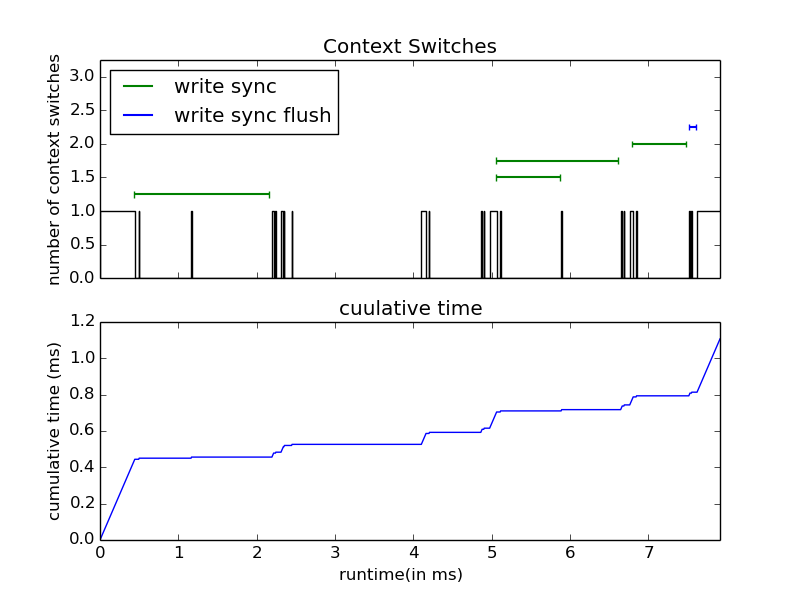 Context Switches
number of context switches
3.0
2.5
2.0
1.5
1.0
0.5
0.0
write sync
write sync flush
cuulative time
cumulative time (ms)
1.2
1.0
0.8
0.6
0.4
0.2
0.0
0 1 2 3 4 5 6 7
runtime(in ms)